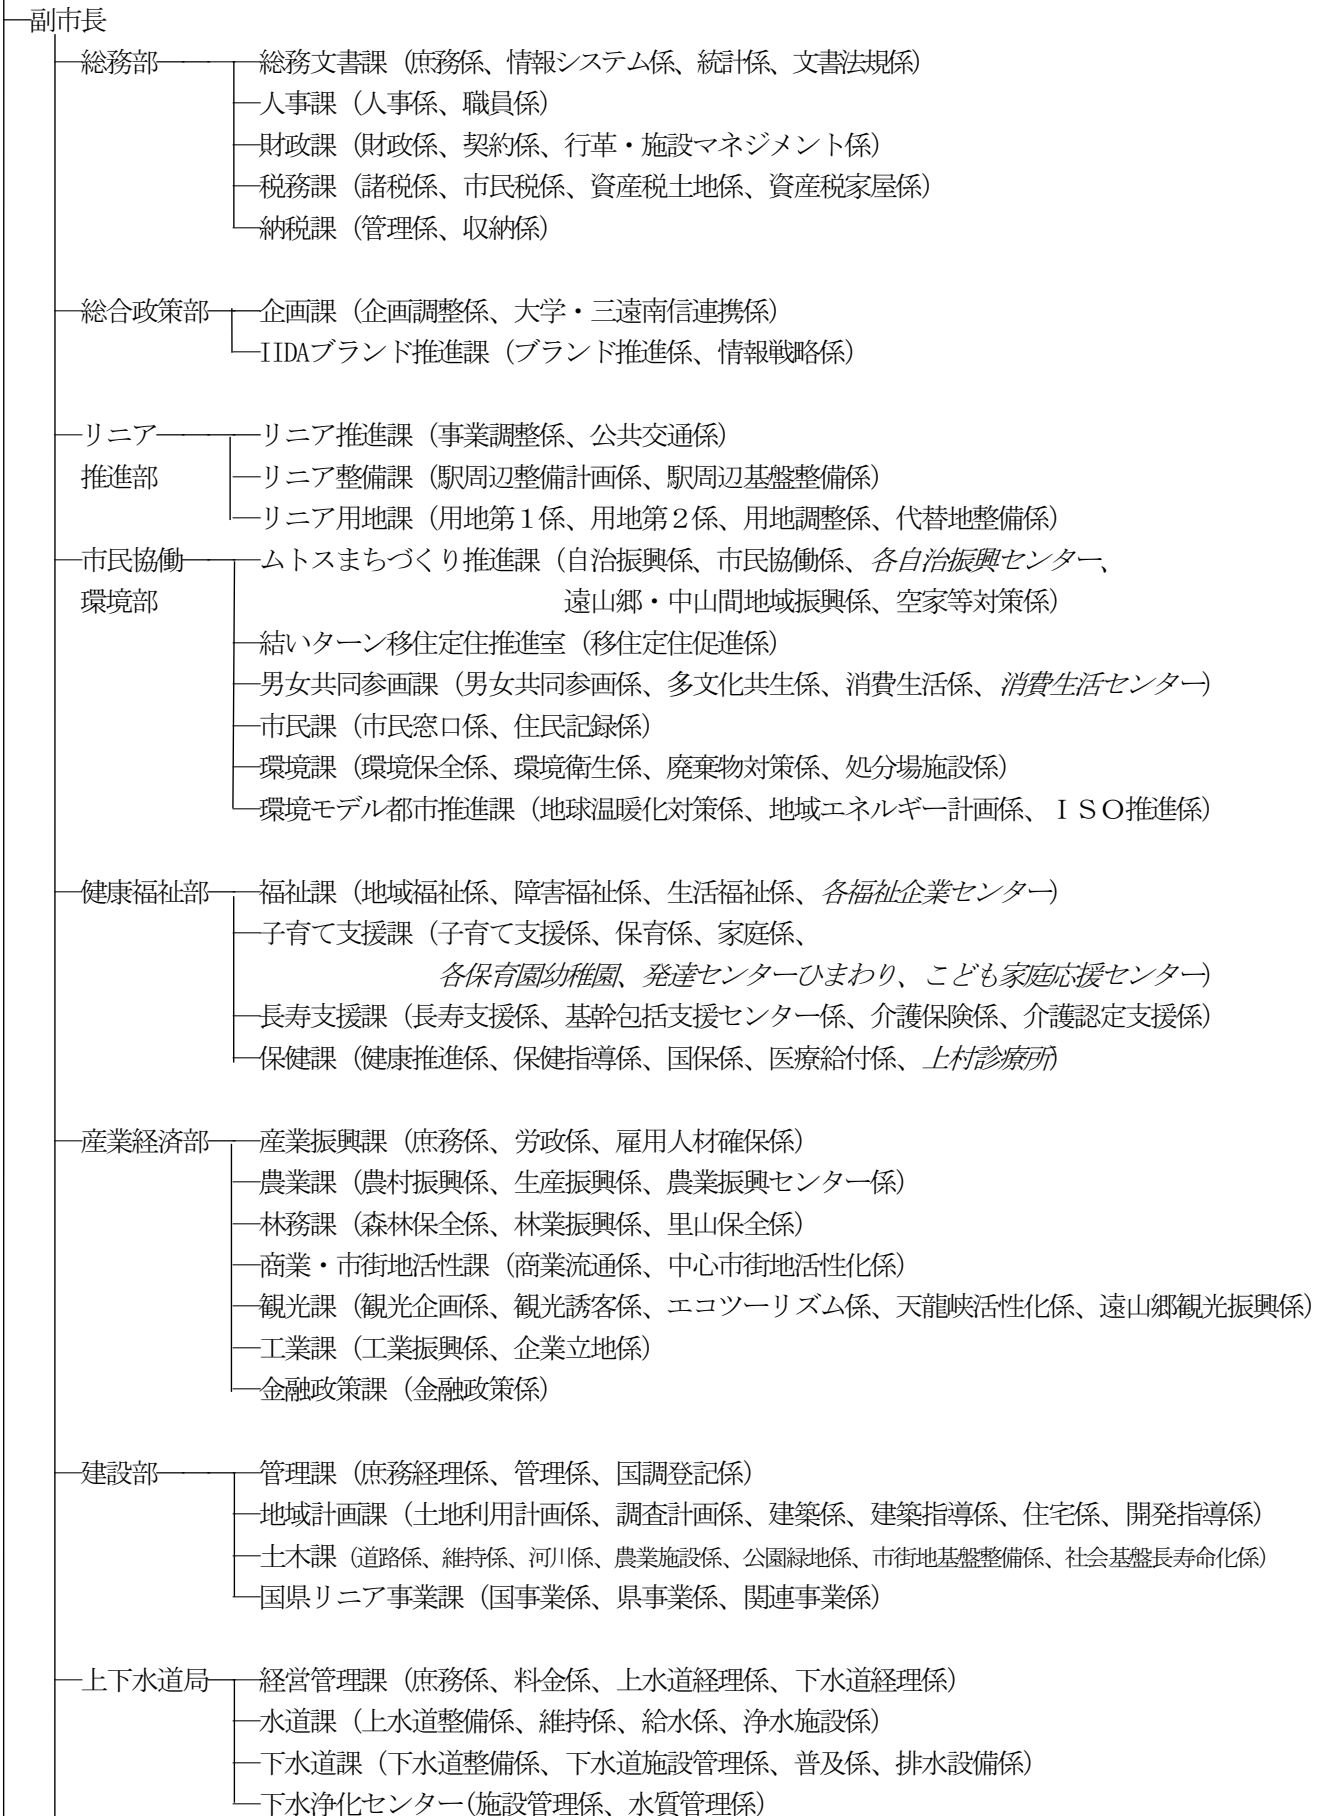 副市長
総務部 総務文書課（庶務係、情報システム係、統計係、文書法規係）
人事課（人事係、職員係）
財政課（財政係、契約係、行革・施設マネジメント係）
税務課（諸税係、市民税係、資産税土地係、資産税家屋係）
納税課（管理係、収納係）
総合政策部 企画課（企画調整係、大学・三遠南信連携係）
IIDAブランド推進課（ブランド推進係、情報戦略係）
リニア リニア推進課（事業調整係、公共交通係）
推進部 リニア整備課（駅周辺整備計画係、駅周辺基盤整備係）
リニア用地課（用地第１係、用地第２係、用地調整係、代替地整備係）
市民協働 ムトスまちづくり推進課（自治振興係、市民協働係、各自治振興センター、
環境部 遠山郷・中山間地域振興係、空家等対策係）
結いターン移住定住推進室（移住定住促進係）
男女共同参画課（男女共同参画係、多文化共生係、消費生活係、消費生活センター）
市民課（市民窓口係、住民記録係）
環境課（環境保全係、環境衛生係、廃棄物対策係、処分場施設係）
環境モデル都市推進課（地球温暖化対策係、地域エネルギー計画係、ＩＳＯ推進係）
健康福祉部 福祉課（地域福祉係、障害福祉係、生活福祉係、各福祉企業センター）
子育て支援課（子育て支援係、保育係、家庭係、
各保育園幼稚園、発達センターひまわり、こども家庭応援センター）
長寿支援課（長寿支援係、基幹包括支援センター係、介護保険係、介護認定支援係）
保健課（健康推進係、保健指導係、国保係、医療給付係、上村診療所）
産業経済部 産業振興課（庶務係、労政係、雇用人材確保係）
農業課（農村振興係、生産振興係、農業振興センター係）
林務課（森林保全係、林業振興係、里山保全係）
商業・市街地活性課（商業流通係、中心市街地活性化係）
観光課（観光企画係、観光誘客係、エコツーリズム係、天龍峡活性化係、遠山郷観光振興係）
工業課（工業振興係、企業立地係）
金融政策課（金融政策係）
建設部 管理課（庶務経理係、管理係、国調登記係）
地域計画課（土地利用計画係、調査計画係、建築係、建築指導係、住宅係、開発指導係）
土木課（道路係、維持係、河川係、農業施設係、公園緑地係、市街地基盤整備係、社会基盤長寿命化係）
国県リニア事業課（国事業係、県事業係、関連事業係）
上下水道局 経営管理課（庶務係、料金係、上水道経理係、下水道経理係）
水道課（上水道整備係、維持係、給水係、浄水施設係）
下水道課（下水道整備係、下水道施設管理係、普及係、排水設備係）
下水浄化センター(施設管理係、水質管理係）